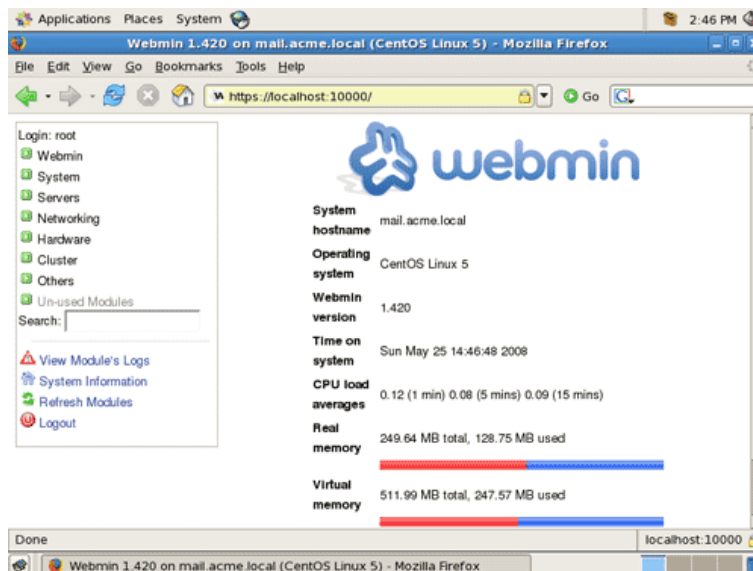 Applications Places System
2:46 PM
Webmin 1.420 on mail.acme.local (CentOS Linux 5) - Mozilla Firefox
File Edit View Go Bookmarks Tools Help
https://localhost:10000/
Go
Login: root
Webmin
System
Servers
Networking
Hardware
Cluster
Others
Un-used Modules
Search:
View Module's Logs
System Information
Refresh Modules
Logout
webmin
System
hostname
mail.acme.local
Operating
system
CentOS Linux 5
Webmin
version
1.420
Time on
system
Sun May 25 14:46:48 2008
CPU load
averages
0.12 (1 min) 0.08 (5 mins) 0.09 (15 mins)
Real
memory
249.64 MB total, 128.75 MB used
Virtual
memory
511.99 MB total, 247.57 MB used
Done
localhost:10000
Webmin 1.420 on mail.acme.local (CentOS Linux 5) - Mozilla Firefox